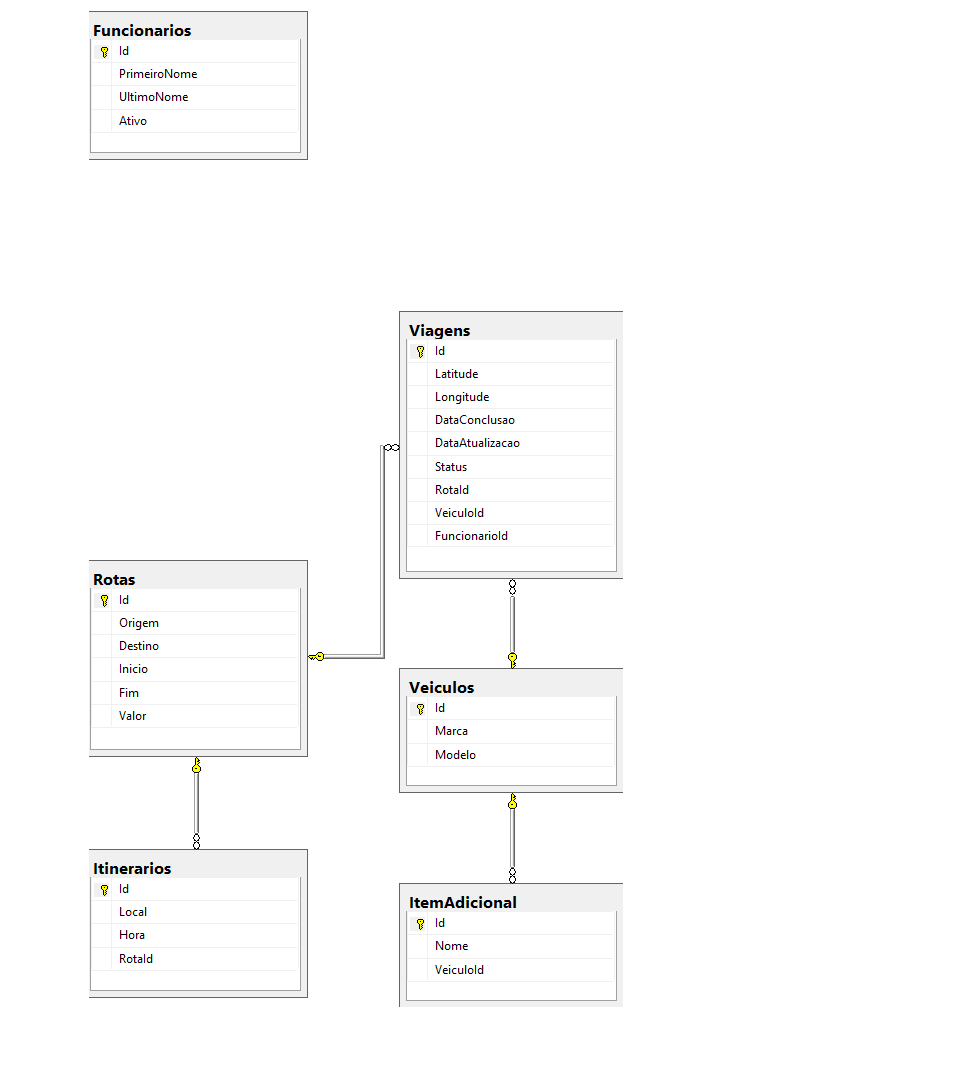 Funcionarios
Id
PrimeiroNome
UltimoNome
Ativo
Viagens
Id
Latitude
Longitude
DataConclusao
DataAtualizacao
Status
RotaId
VeiculoId
FuncionarioId
Rotas
Id
Origem
Destino
Inicio
Fim
Valor
Veiculos
Id
Marca
Modelo
Itinerarios
Id
Local
Hora
RotaId
ItemAdicional
Id
Nome
VeiculoId